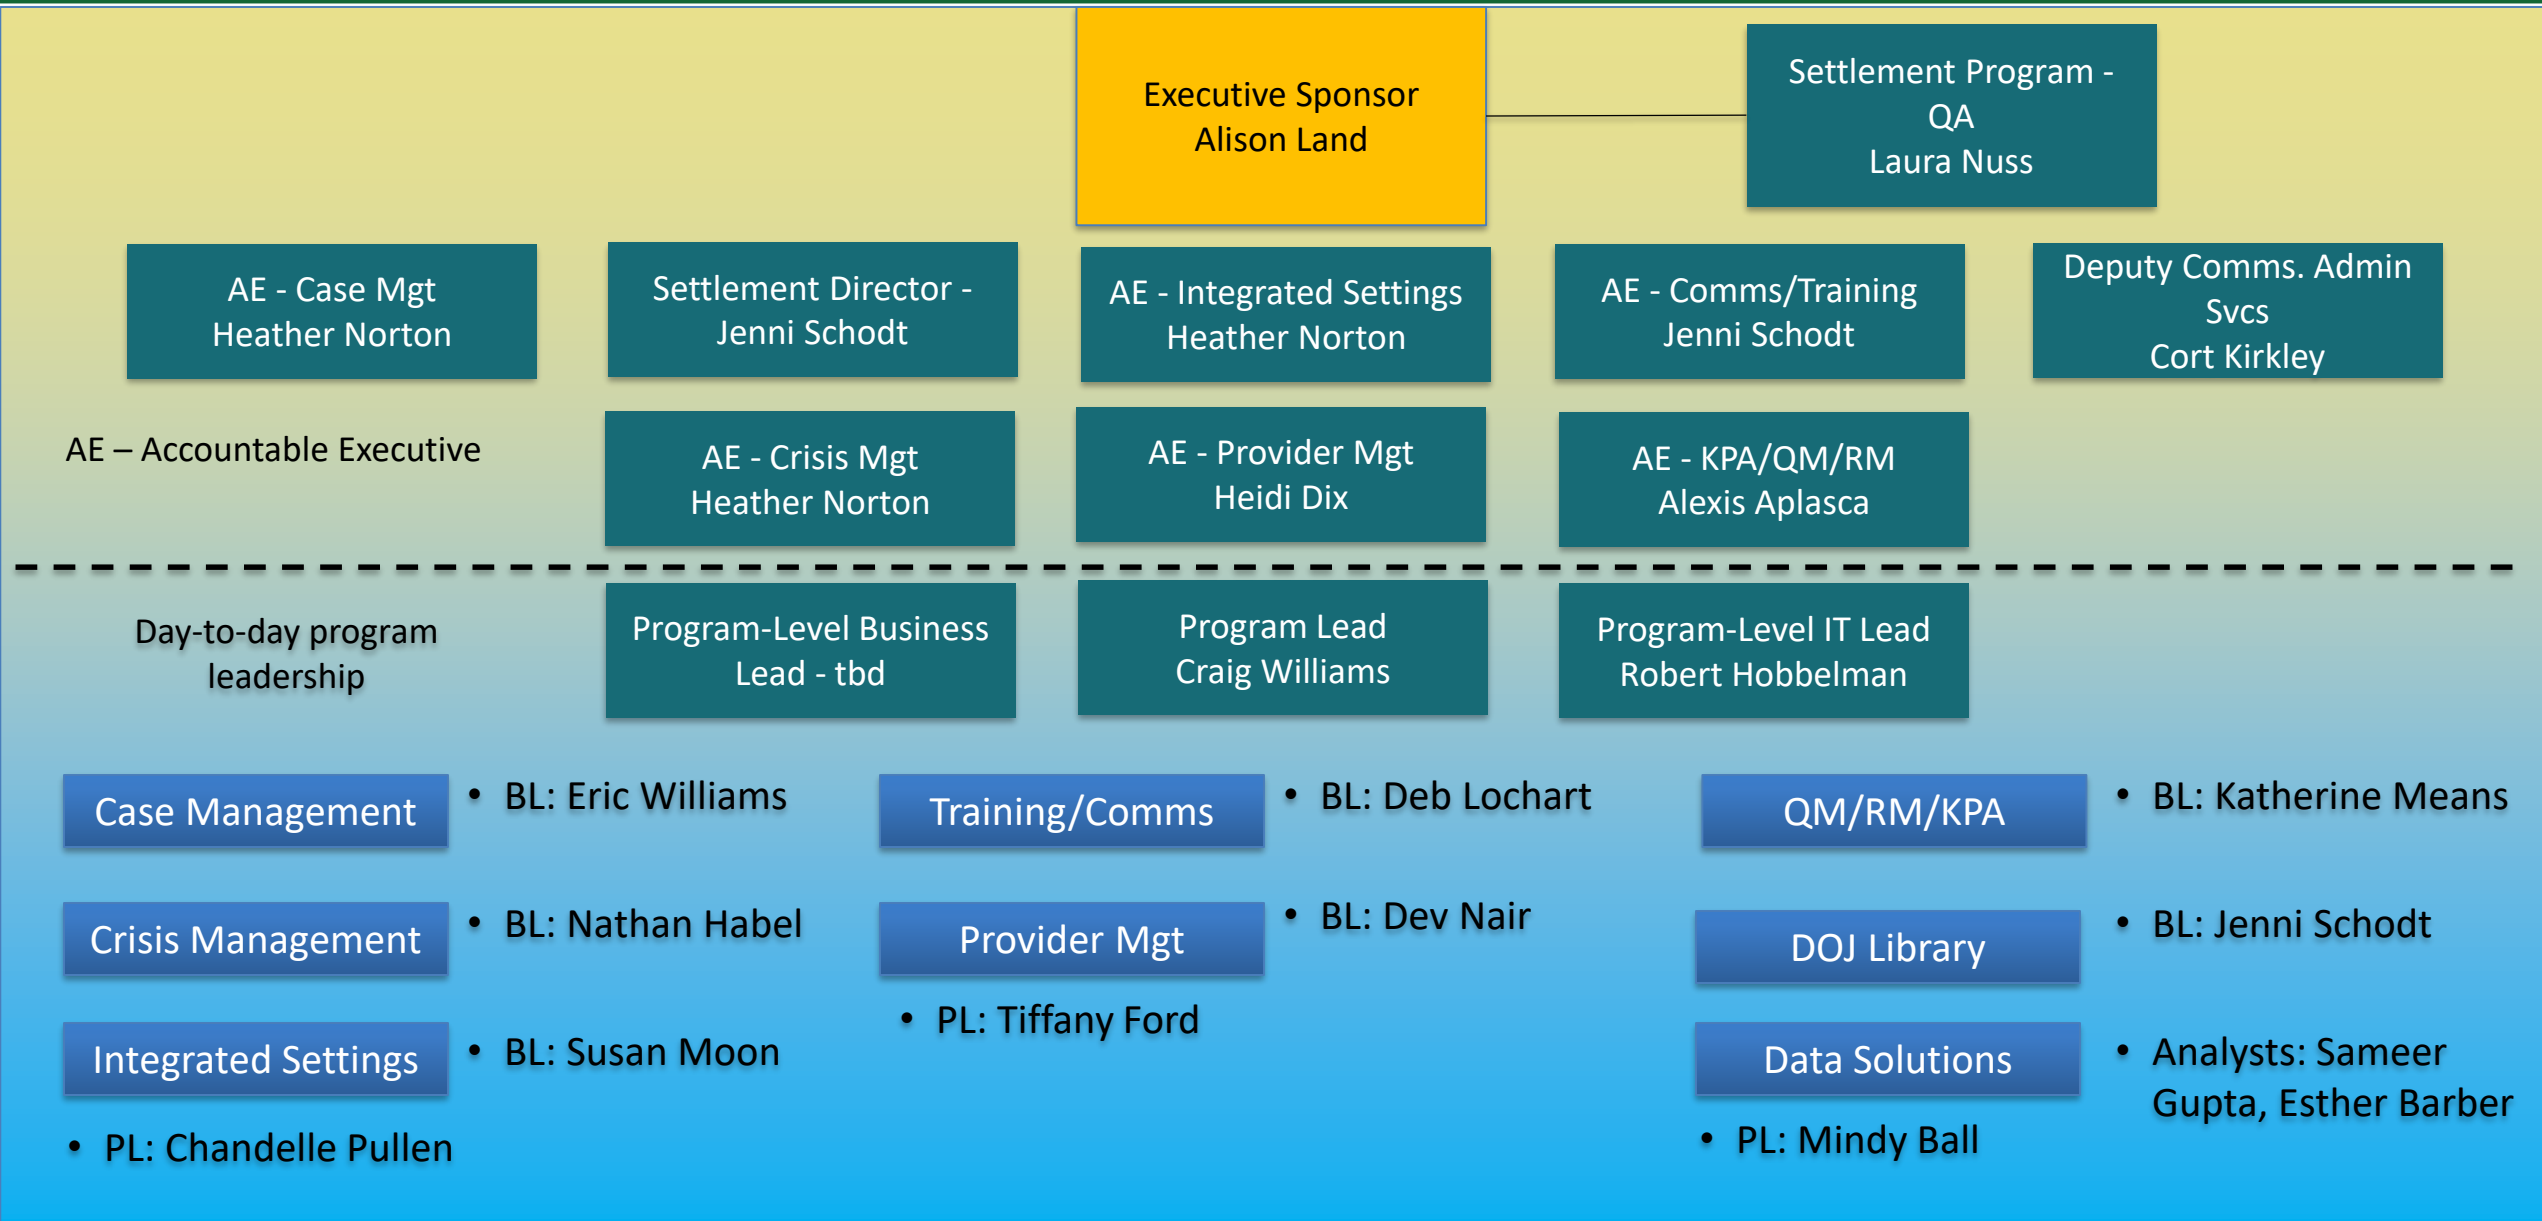 Executive Sponsor
Alison Land
Settlement Program -
QA
Laura Nuss
AE - Case Mgt
Heather Norton
Settlement Director -
Jenni Schodt
AE - Integrated Settings
Heather Norton
AE - Comms/Training
Jenni Schodt
Deputy Comms. Admin
Svcs
Cort Kirkley
AE – Accountable Executive
AE - Crisis Mgt
Heather Norton
AE - Provider Mgt
Heidi Dix
AE - KPA/QM/RM
Alexis Aplasca
Day-to-day program
leadership
Program-Level Business
Lead - tbd
Program Lead
Craig Williams
Program-Level IT Lead
Robert Hobbelman
Case Management
• BL: Eric Williams
Crisis Management
• BL: Nathan Habel
Integrated Settings
• BL: Susan Moon
• PL: Chandelle Pullen
Training/Comms
• BL: Deb Lochart
Provider Mgt
• BL: Dev Nair
• PL: Tiffany Ford
QM/RM/KPA
• BL: Katherine Means
DOJ Library
• BL: Jenni Schodt
Data Solutions
• Analysts: Sameer
Gupta, Esther Barber
• PL: Mindy Ball